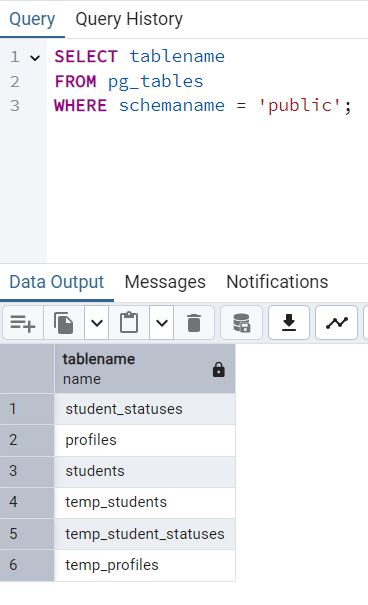 Query Query History
1 SELECT tablename
2 FROM pg_tables
3 WHERE schemaname = 'public';
Data Output Messages Notifications
tablename
name
1 student_statuses
2 profiles
3 students
4 temp_students
5 temp_student_statuses
6 temp_profiles